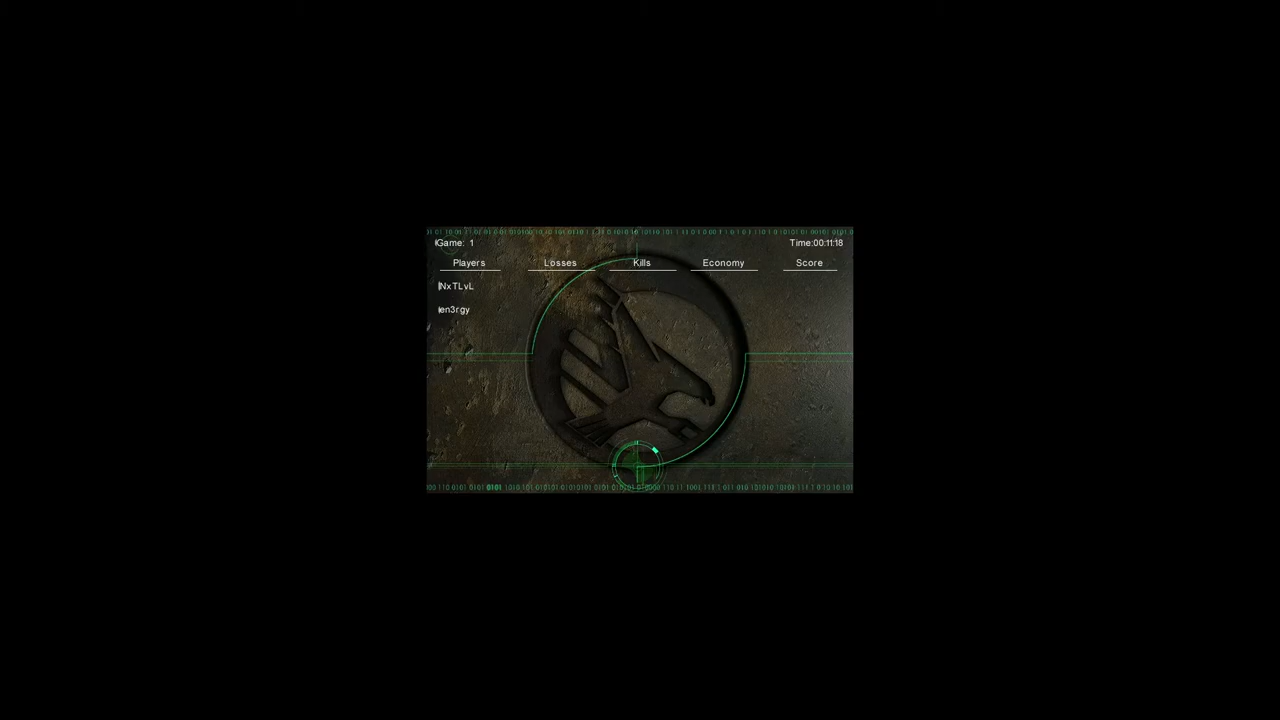 Game: 1 Time:00:11:18
Players Losses Kills Economy Score
NxTLvL
en3rgy